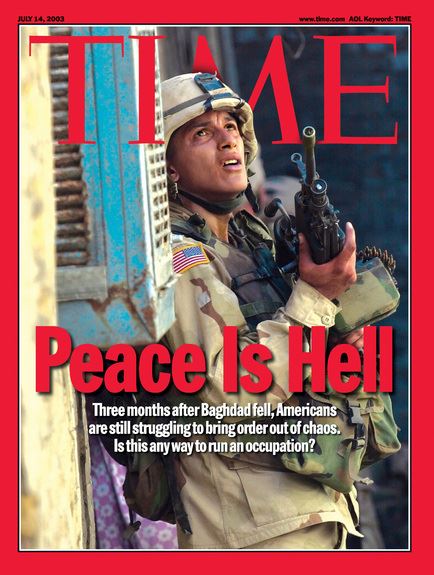 JULY 14, 2003
www.time.com AOL Keyword: TIME
TIME
Peace Is Hell
Three months after Baghdad fell, Americans
are still struggling to bring order out of chaos.
Is this any way to run an occupation?